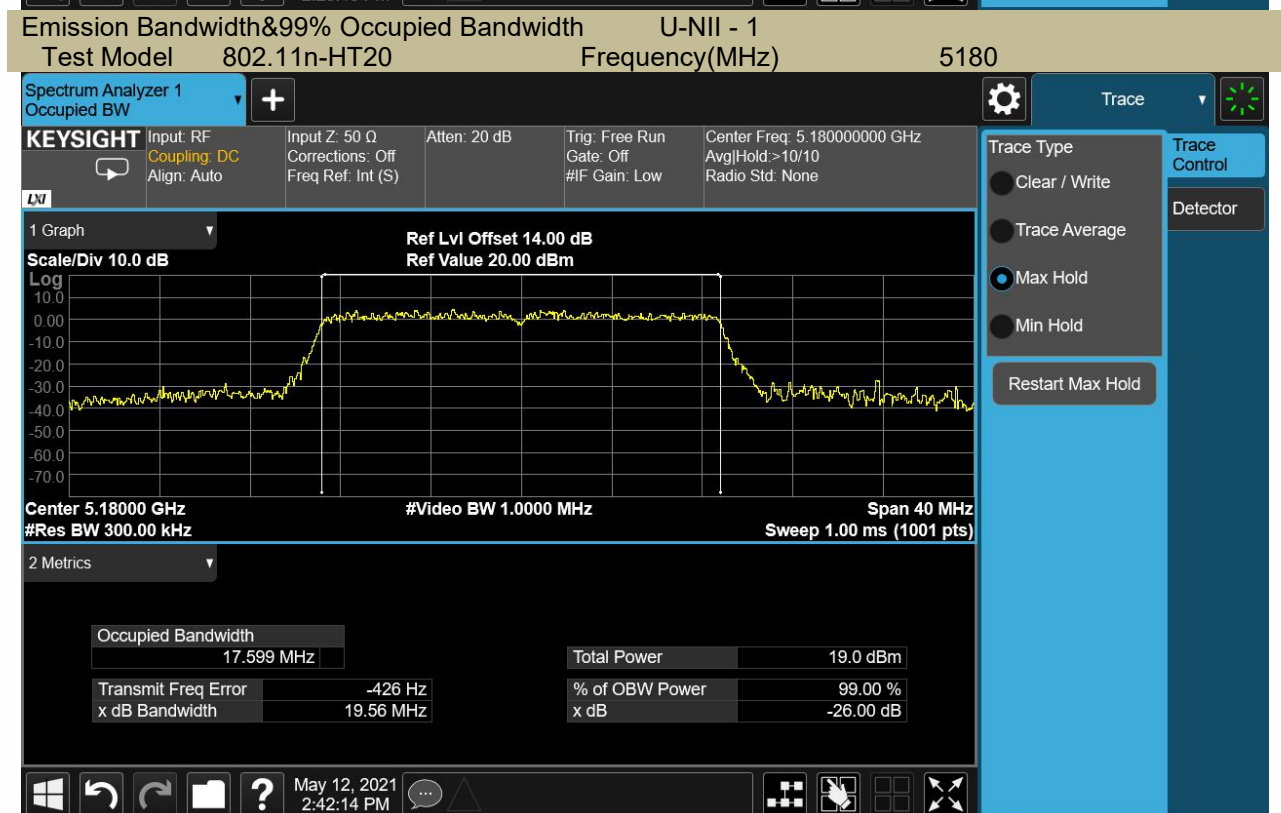 Emission Bandwidth&99% Occupied Bandwidth U-NII - 1
Test Model 802.11n-HT20 Frequency(MHz) 5180
Spectrum Analyzer 1
Occupied BW
+
Trace
KEYSIGHT
LXI
Input: RF
Coupling: DC
Align: Auto
Input Z: 50 Ω
Corrections: Off
Freq Ref: Int (S)
Atten: 20 dB
Trig: Free Run
Gate: Off
#IF Gain: Low
Center Freq: 5.180000000 GHz
Avg|Hold:>10/10
Radio Std: None
Trace Type
Clear / Write
Trace Average
Max Hold
Min Hold
Restart Max Hold
Trace
Control
Detector
1 Graph
Scale/Div 10.0 dB
Ref Lvl Offset 14.00 dB
Ref Value 20.00 dBm
Log
10.0
0.00
-10.0
-20.0
-30.0
-40.0
-50.0
-60.0
-70.0
Center 5.18000 GHz #Video BW 1.0000 MHz Span 40 MHz
#Res BW 300.00 kHz Sweep 1.00 ms (1001 pts)
2 Metrics
Occupied Bandwidth
17.599 MHz Total Power 19.0 dBm
Transmit Freq Error -426 Hz % of OBW Power 99.00 %
x dB Bandwidth 19.56 MHz x dB -26.00 dB
?
May 12, 2021
2:42:14 PM